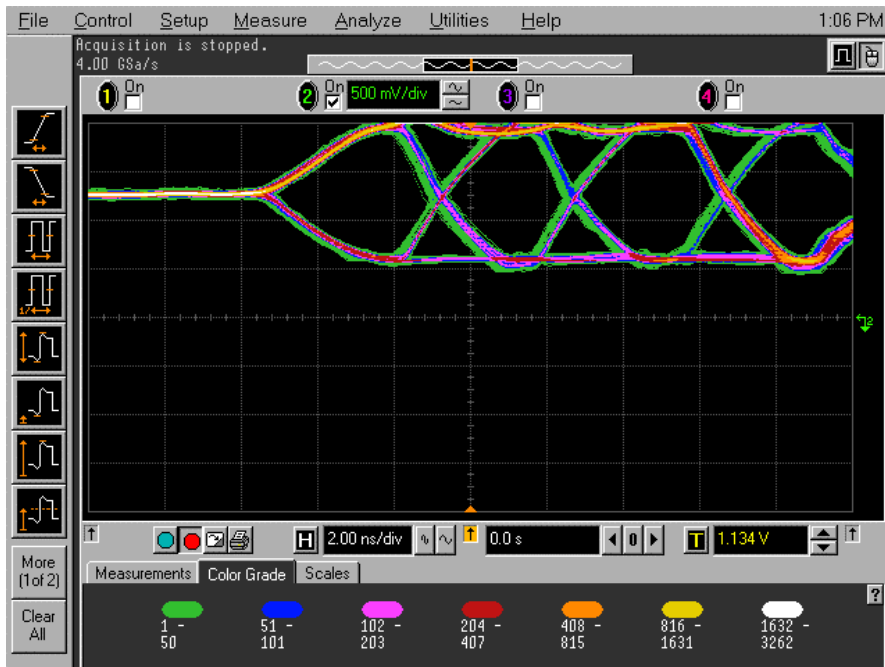 File Control Setup Measure Analyze Utilities Help 1:06 PM
Acquisition is stopped.
4.00 GSa/s
1 On 2 On 500 mV/div 3 On 4 On
2
H 2.00 ns/div 0.0 s 0 T 1.134 V
1/
More
(1of 2)
Clear
All
Measurements Color Grade Scales
?
1 - 51 - 102 - 204 - 408 - 816 - 1632 -
50 101 203 407 815 1631 3262